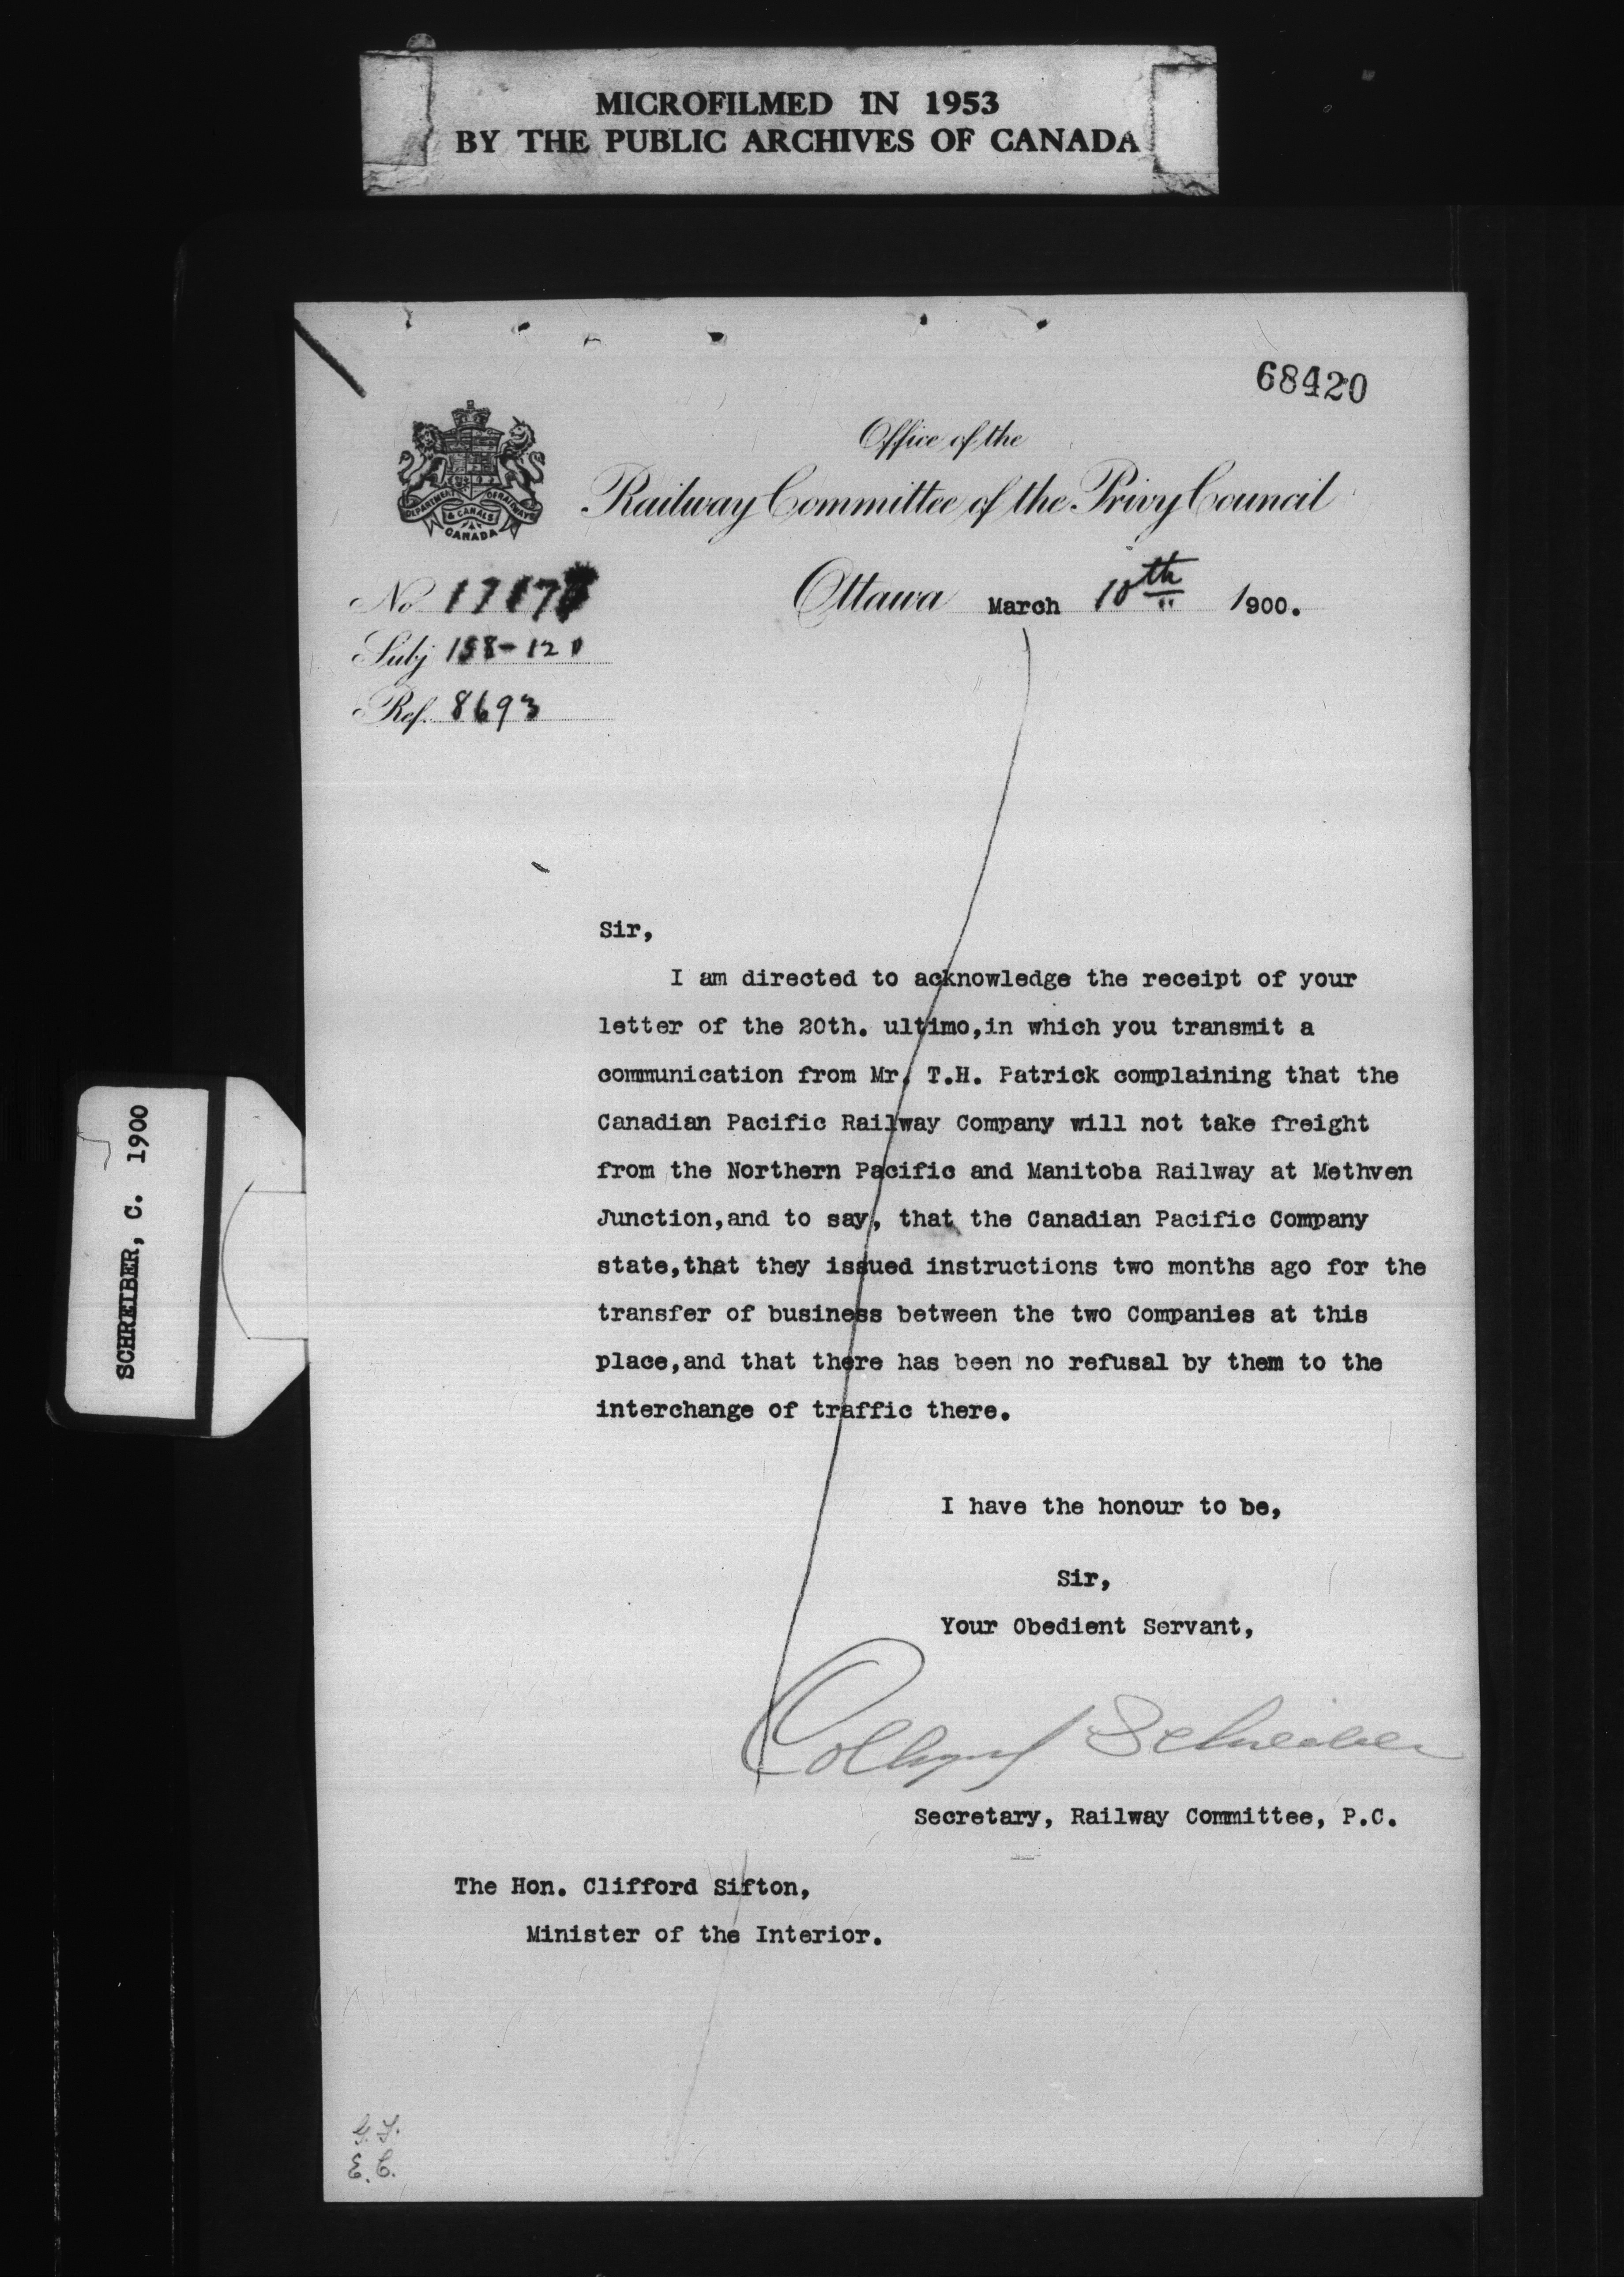 MICROFILMED IN 1953
BY THE PUBLIC ARCHIVES OF CANADA
68420
Office of the
Railway Committee of the Privy Council
DEPARTMENT OF RAILWAYS
& CANALS
CANADA
Ottawa March 10th 1900.
No
Subj 158-120
Ref. 8693
Sir,
I am directed to acknowledge the receipt of your
letter of the 20th. ultimo,in which you transmit a
communication from Mr. T.H. Patrick complaining that the
Canadian Pacific Railway Company will not take freight
from the Northern Pacific and Manitoba Railway at Methven
Junction,and to say, that the Canadian Pacific Company
state,that they issued instructions two months ago for the
transfer of business between the two Companies at this
place,and that there has been no refusal by them to the
interchange of traffic there.
I have the honour to be,
Sir,
Your Obedient Servant,
Collingwood Schreiber
Secretary, Railway Committee, P.C.
The Hon. Clifford Sifton,
Minister of the Interior.
E.C.
SCHREIBER, C. 1900